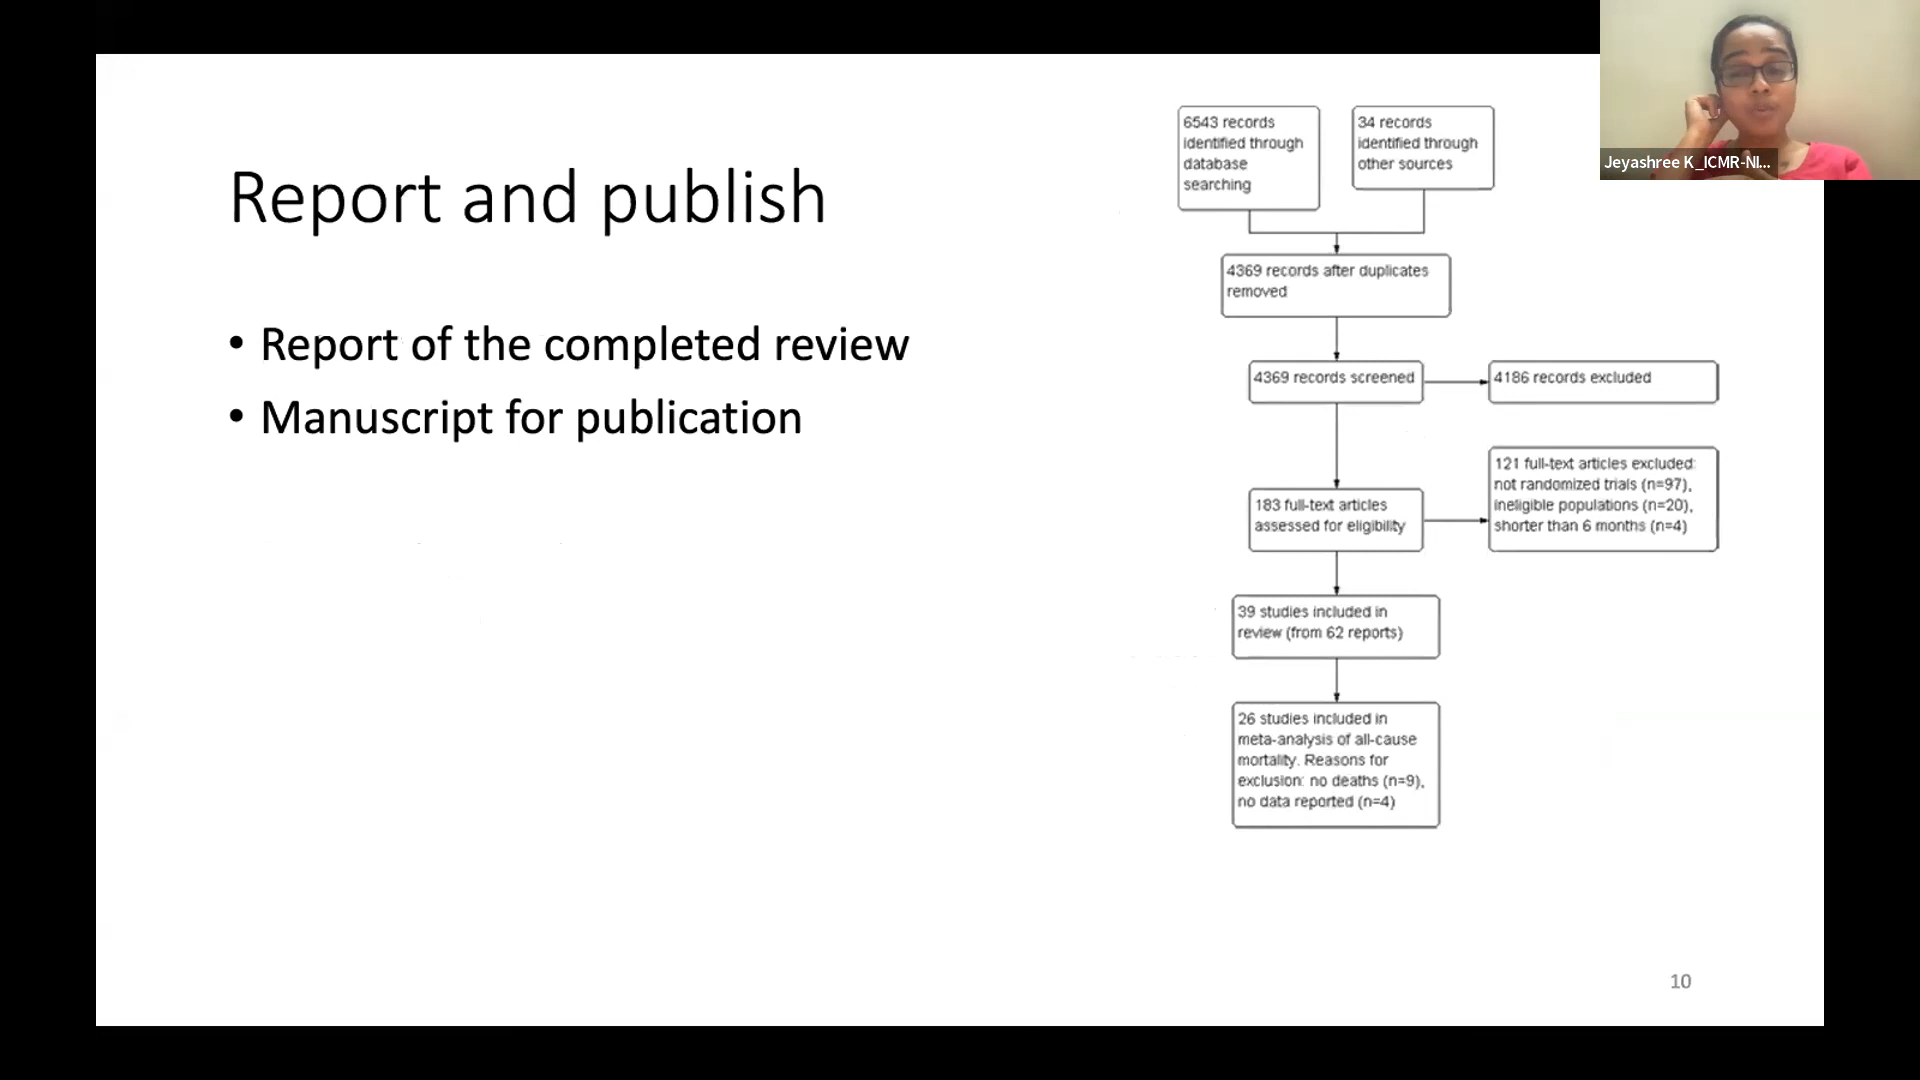 Report and publish
• Report of the completed review
• Manuscript for publication
6543 records
identified through
database
searching
34 records
identified through
other sources
4369 records after duplicates
removed
4369 records screened
4186 records excluded
183 full-text articles
assessed for eligibility
121 full-text articles excluded:
not randomized trials (n=97),
ineligible populations (n=20),
shorter than 6 months (n=4)
39 studies included in
review (from 62 reports)
26 studies included in
meta-analysis of all-cause
mortality. Reasons for
exclusion: no deaths (n=9),
no data reported (n=4)
10
Jeyashree K_ICMR-NI...